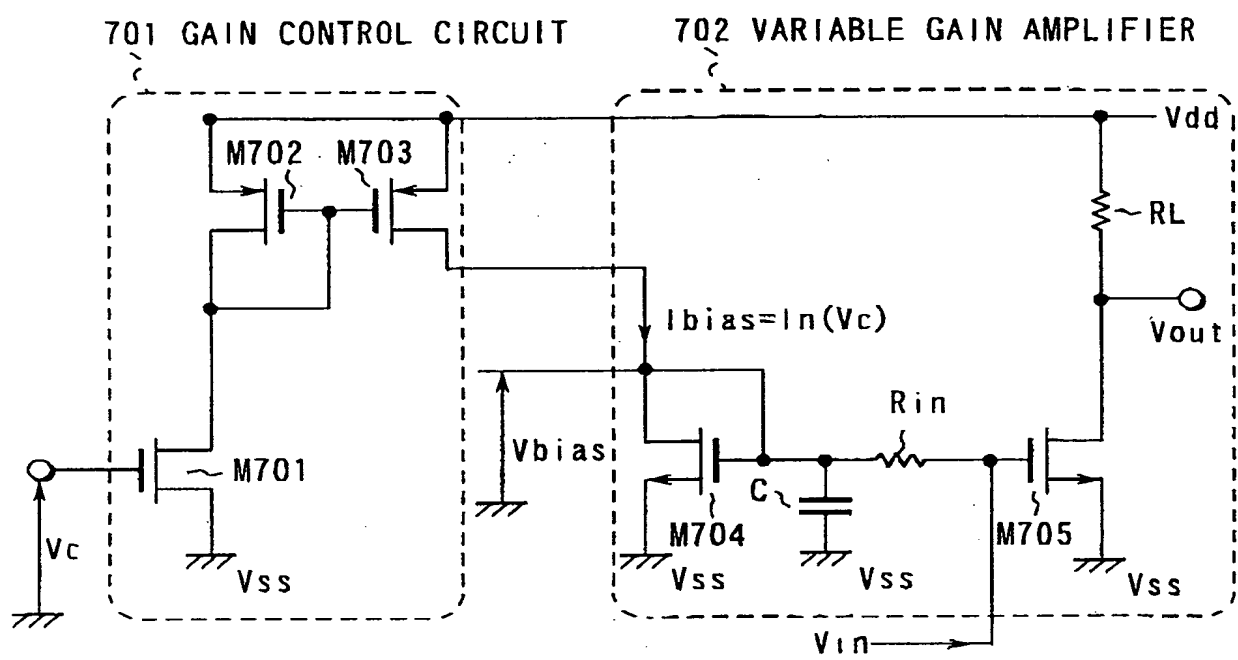 701 GAIN CONTROL CIRCUIT
702 VARIABLE GAIN AMPLIFIER
Vdd
M702
M703
RL
Ibias=In(Vc)
Vout
Rin
Vbias
M701
C
M704
M705
Vc
Vss
Vss
Vss
Vss
Vin